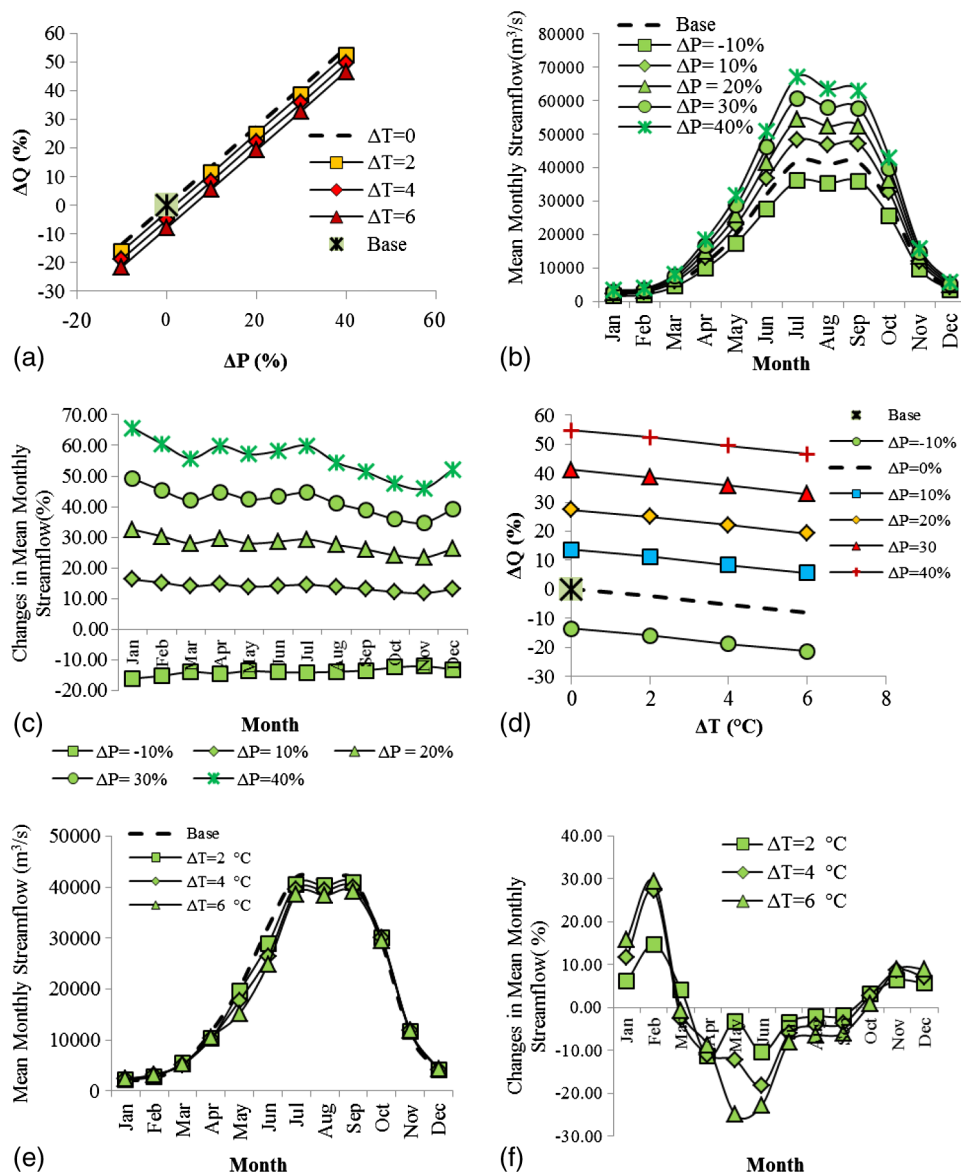 60
50
40
30
20
10
0
-10
-20
-30
ΔQ (%)
-20
0
20
40
60
ΔP (%)
ΔT=0
ΔT=2
ΔT=4
ΔT=6
Base
(a)
Base
ΔP= -10%
ΔP= 10%
ΔP = 20%
ΔP= 30%
ΔP=40%
Mean Monthly Streamflow(m³/s)
80000
70000
60000
50000
40000
30000
20000
10000
0
Jan
Feb
Mar
Apr
May
Jun
Jul
Aug
Sep
Oct
Nov
Dec
Month
(b)
Changes in Mean Monthly
Streamflow(%)
70.00
60.00
50.00
40.00
30.00
20.00
10.00
0.00
-10.00
-20.00
Jan
Feb
Mar
Apr
May
Jun
Jul
Aug
Sep
Oct
Nov
Dec
Month
(c)
ΔP= -10%
ΔP= 10%
ΔP = 20%
ΔP= 30%
ΔP=40%
ΔQ (%)
60
50
40
30
20
10
0
-10
-20
-30
0
2
4
6
8
ΔT (°C)
Base
ΔP=-10%
ΔP=0%
ΔP=10%
ΔP=20%
ΔP=30
ΔP=40%
(d)
Mean Monthly Streamflow (m³/s)
50000
40000
30000
20000
10000
0
Base
ΔT=2 °C
ΔT=4 °C
ΔT=6 °C
Jan
Feb
Mar
Apr
May
Jun
Jul
Aug
Sep
Oct
Nov
Dec
Month
(e)
Changes in Mean Monthly
Streamflow( %)
40.00
30.00
20.00
10.00
0.00
-10.00
-20.00
-30.00
ΔT=2 °C
ΔT=4 °C
ΔT=6 °C
Jan
Feb
Mar
Apr
May
Jun
Oct
Nov
Dec
Month
(f)